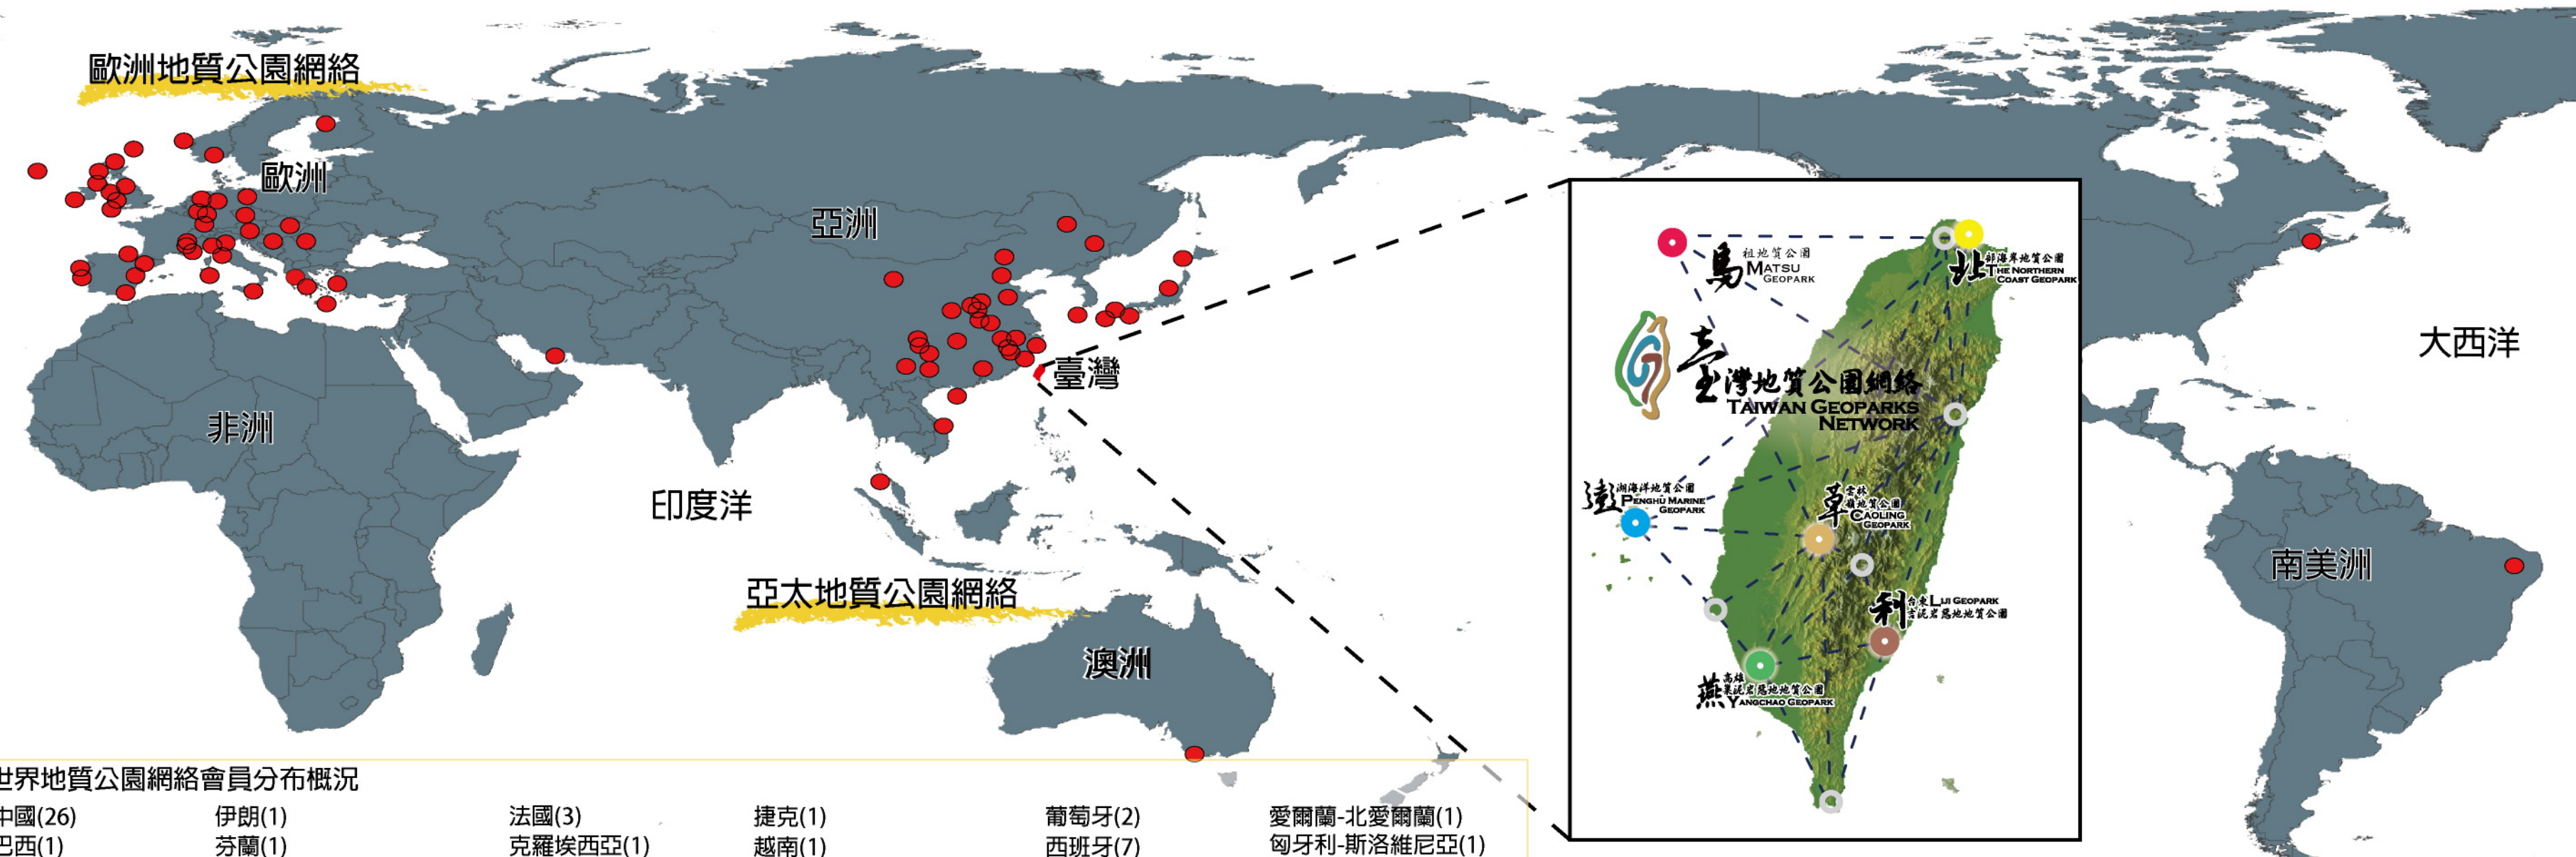 歐洲地質公園網絡
歐洲
亞洲
非洲
印度洋
臺灣
亞太地質公園網絡
澳洲
大西洋
南美洲
馬祖地質公園
MATSU
GEOPARK
北部海岸地質公園
THE NORTHERN
COAST GEOPARK
臺灣地質公園網絡
TAIWAN GEOPARKS
NETWORK
澎湖海洋地質公園
PENGHU MARINE
GEOPARK
草
雲林
嶺地質公園
CAOLING
GEOPARK
利
台東 LIJI GEOPARK
吉泥岩惡地地質公園
燕
高雄
巢泥岩惡地地質公園
YANGCHAO GEOPARK
世界地質公園網絡會員分布概況
中國(26) 伊朗(1) 法國(3) 捷克(1) 葡萄牙(2) 愛爾蘭-北愛爾蘭(1)
巴西(1) 芬蘭(1) 克羅埃西亞(1) 越南(1) 西班牙(7) 匈牙利-斯洛維尼亞(1)